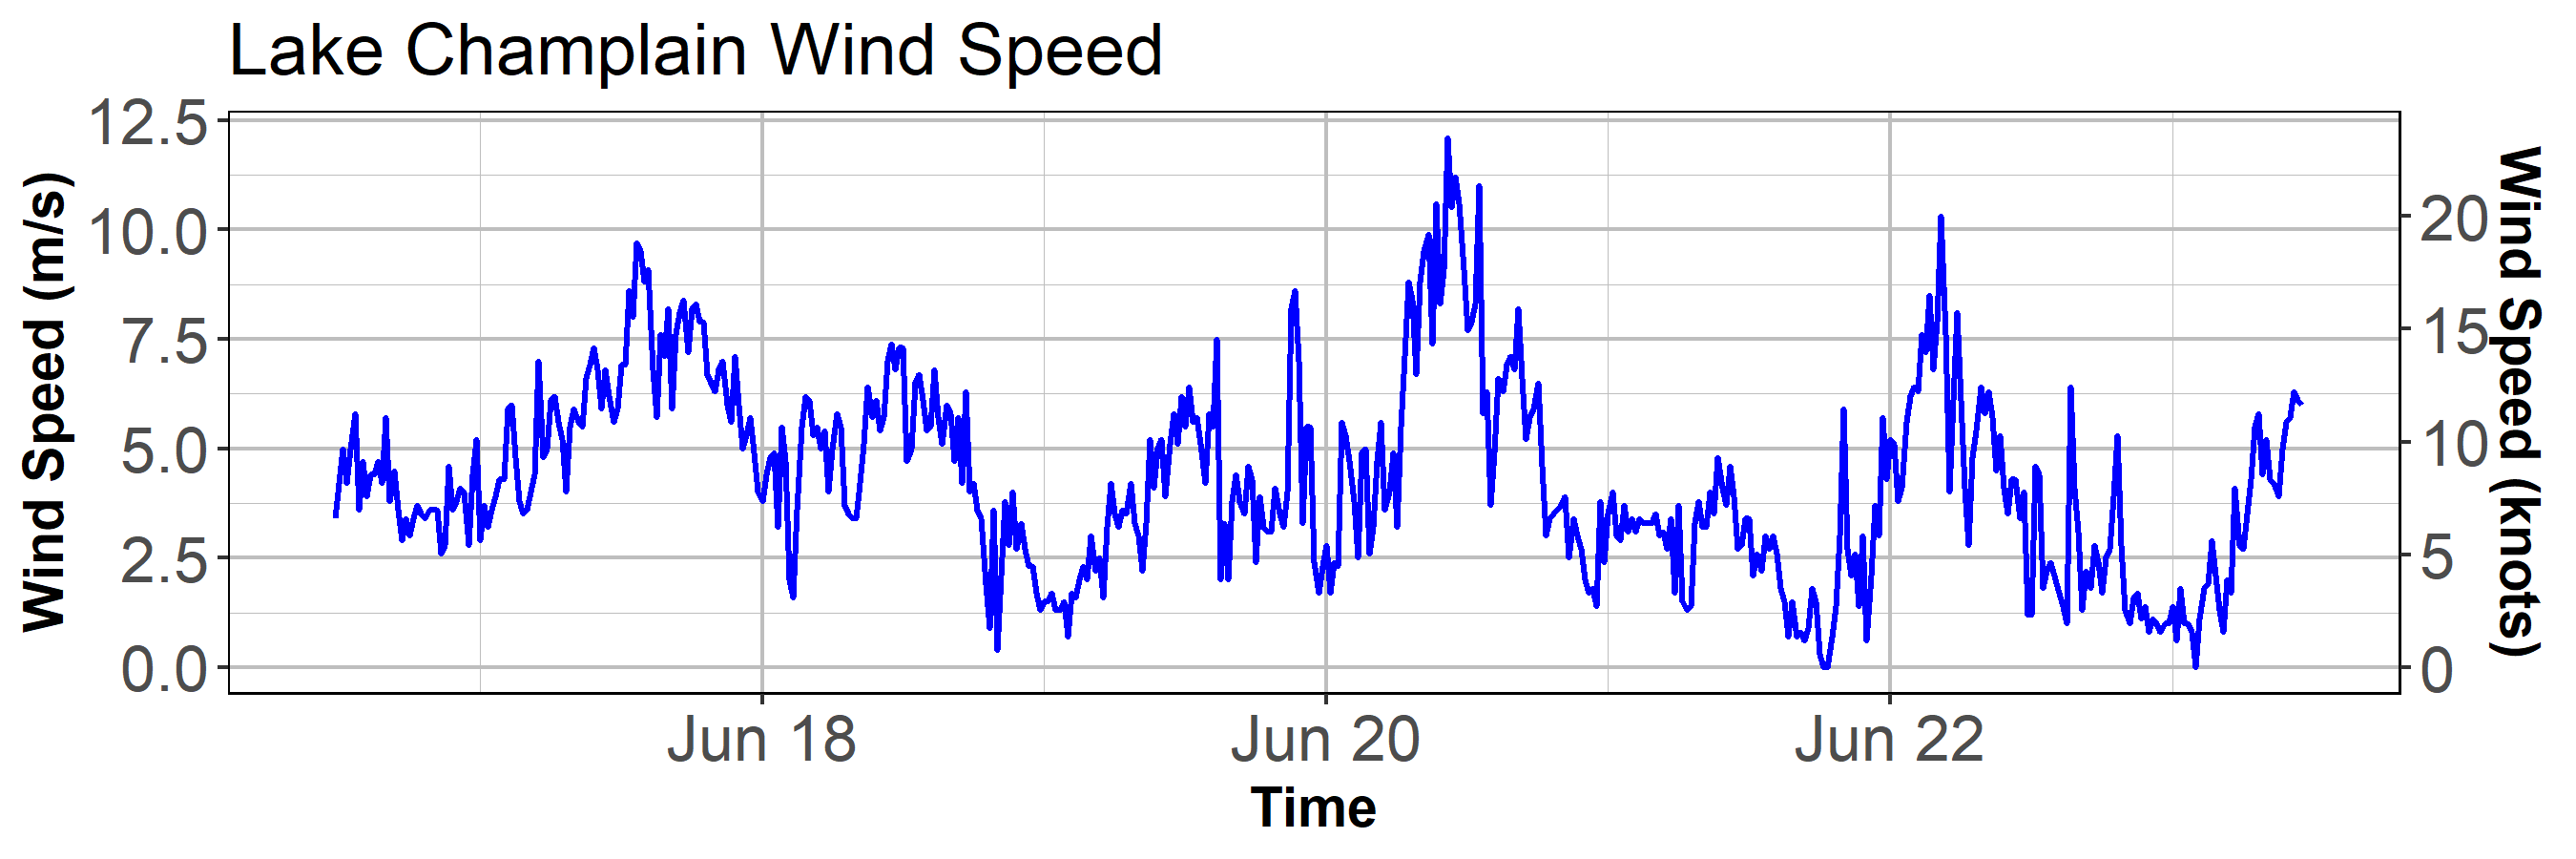 Lake Champlain Wind Speed
Wind Speed (m/s)
12.5
10.0
7.5
5.0
2.5
0.0
20
15
10
5
0
Wind Speed (knots)
Jun 18 Jun 20 Jun 22
Time